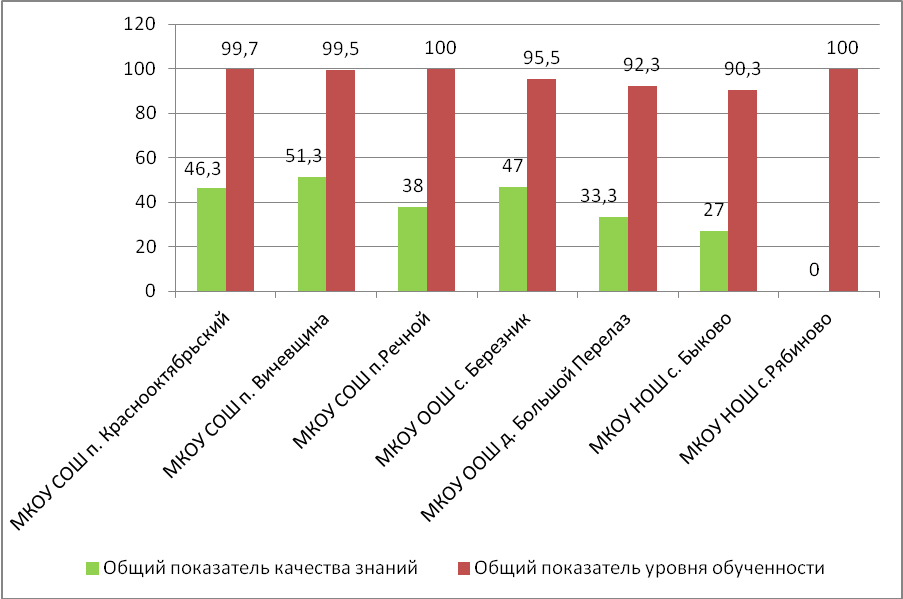 120
100
80
60
40
20
0
46,3
99,7
51,3
99,5
38
100
47
95,5
33,3
92,3
27
90,3
0
100
МКОУ СОШ п. Краснооктябрьский
МКОУ СОШ п. Вичевщина
МКОУ СОШ п.Речной
МКОУ ООШ с. Березник
МКОУ ООШ д. Большой Перелаз
МКОУ НОШ с. Быково
МКОУ НОШ с.Рябиново
Общий показатель качества знаний
Общий показатель уровня обученности